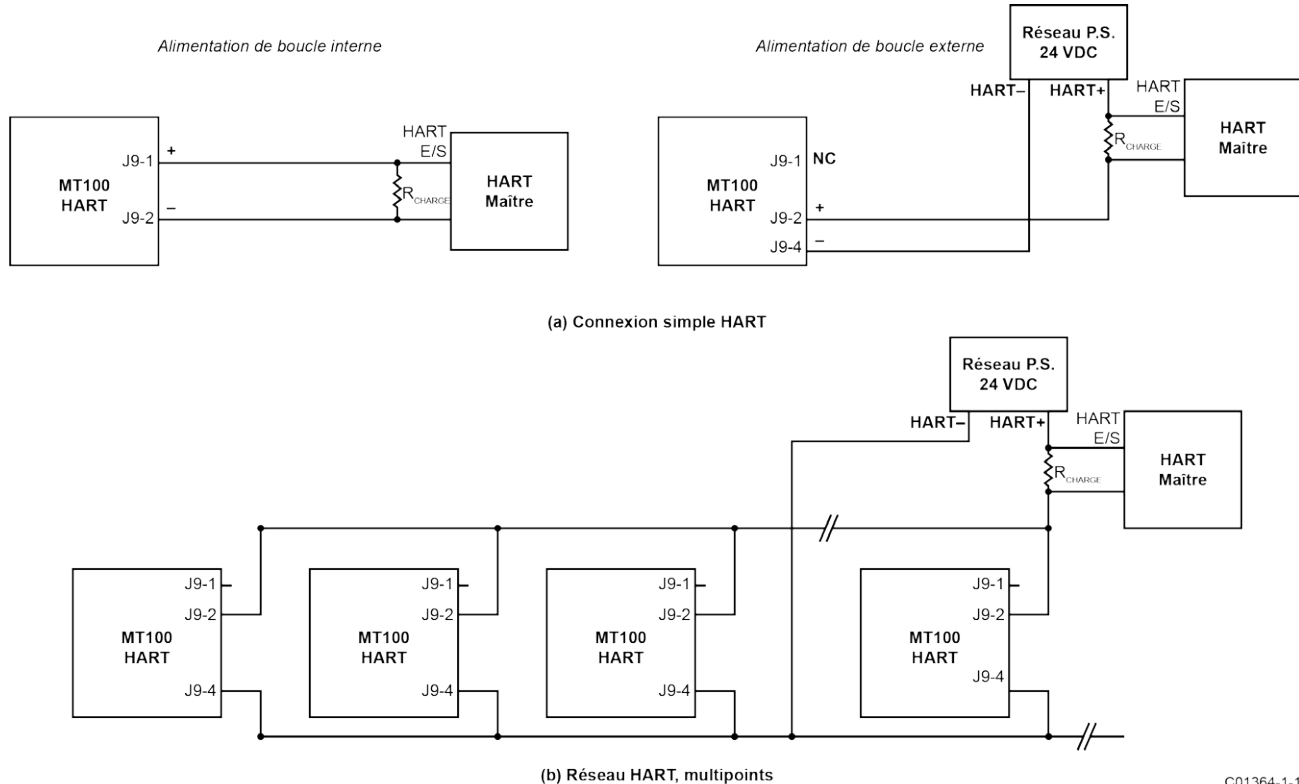 Alimentation de boucle interne
MT100
HART
J9-1
+
J9-2
–
HART
E/S
RCHARGE
HART
Maître
Alimentation de boucle externe
Réseau P.S.
24 VDC
HART–
HART+
HART
E/S
RCHARGE
HART
Maître
MT100
HART
J9-1
NC
J9-2
+
J9-4
–
(a) Connexion simple HART
Réseau P.S.
24 VDC
HART–
HART+
HART
E/S
RCHARGE
HART
Maître
J9-1
J9-2
MT100
HART
J9-4
J9-1
J9-2
MT100
HART
J9-4
J9-1
J9-2
MT100
HART
J9-4
J9-1
J9-2
MT100
HART
J9-4
(b) Réseau HART, multipoints
C01364-1-1